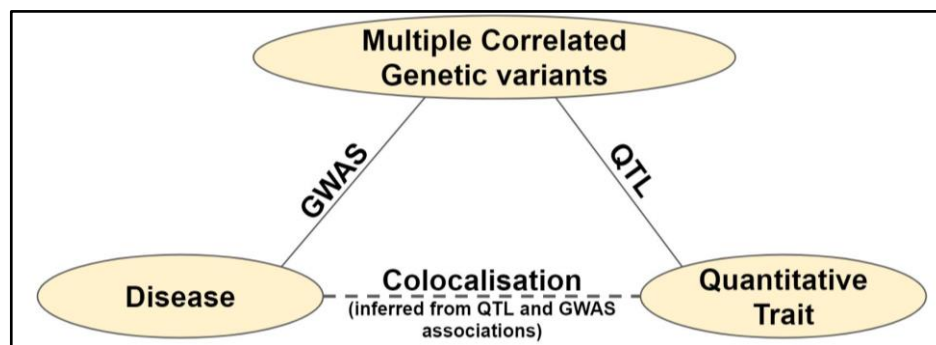 Multiple Correlated
Genetic variants
GWAS
QTL
Disease
Colocalisation
(inferred from QTL and GWAS
associations)
Quantitative
Trait